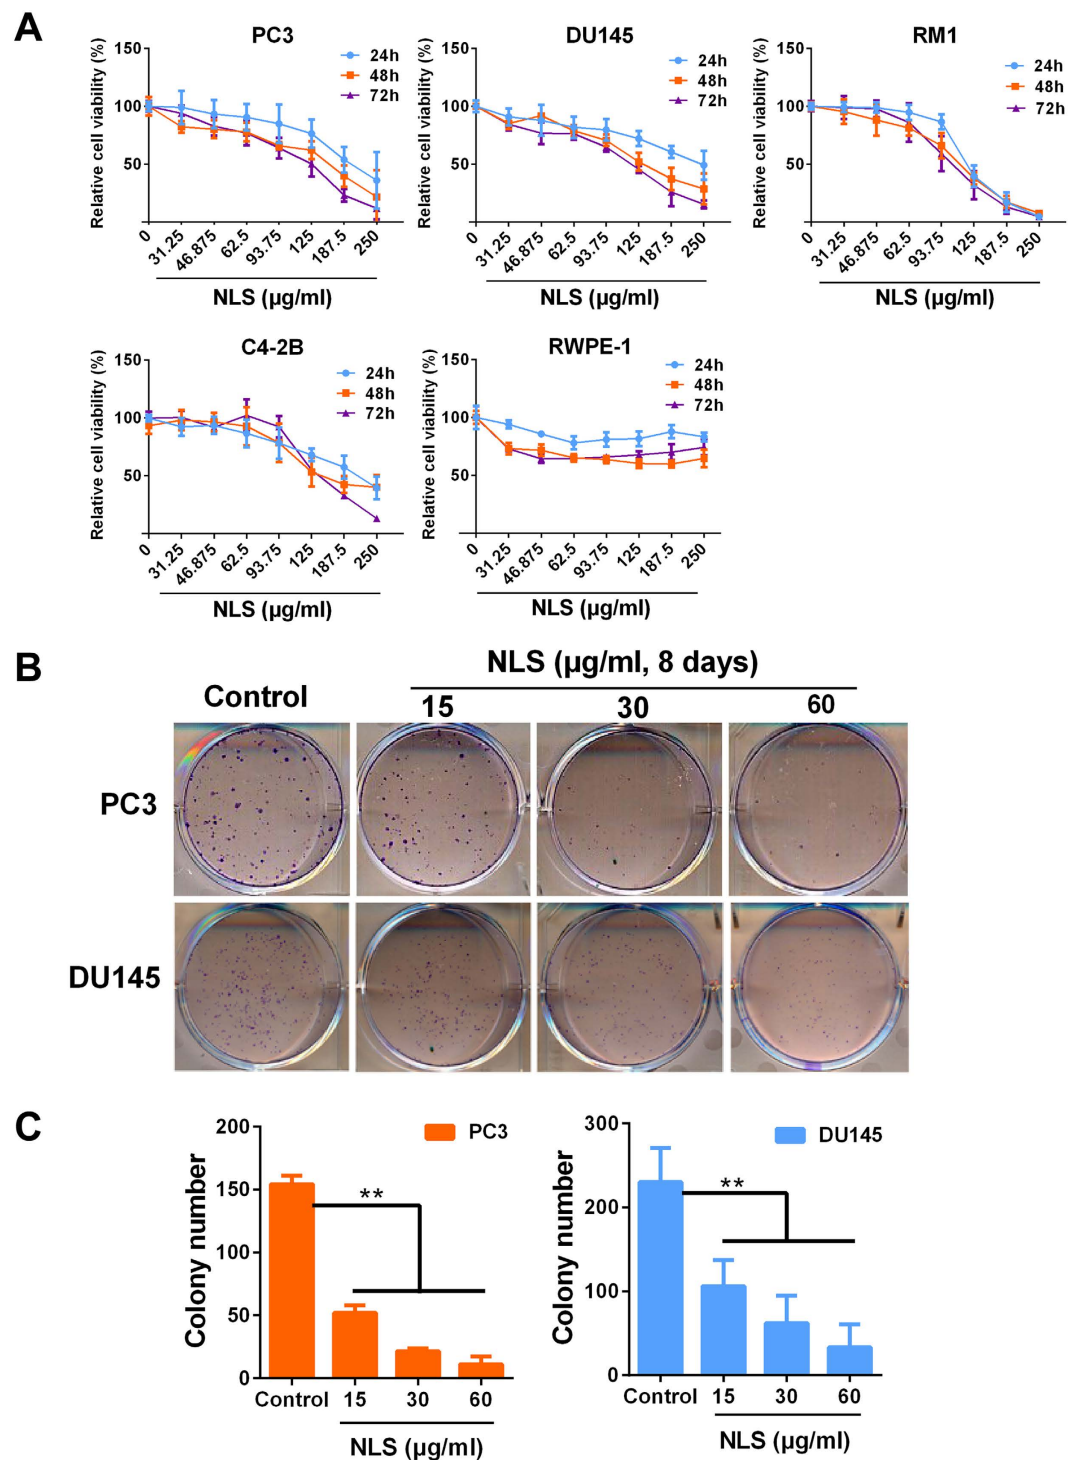 A
PC3
Relative cell viability (%)
150
100
50
24h
48h
72h
0 31.25 46.875 62.5 93.75 125 187.5 250
NLS (µg/ml)
DU145
Relative cell viability (%)
150
100
50
24h
48h
72h
0 31.25 46.875 62.5 93.75 125 187.5 250
NLS (µg/ml)
RM1
Relative cell viability (%)
150
100
50
24h
48h
72h
0 31.25 46.875 62.5 93.75 125 187.5 250
NLS (µg/ml)
C4-2B
Relative cell viability (%)
150
100
50
24h
48h
72h
0 31.25 46.875 62.5 93.75 125 187.5 250
NLS (µg/ml)
RWPE-1
Relative cell viability (%)
150
100
50
24h
48h
72h
0 31.25 46.875 62.5 93.75 125 187.5 250
NLS (µg/ml)
B
NLS (µg/ml, 8 days)
Control 15 30 60
PC3
DU145
C
Colony number
200
150
100
50
0
PC3
**
Control 15 30 60
NLS (µg/ml)
Colony number
300
200
100
0
DU145
**
Control 15 30 60
NLS (µg/ml)